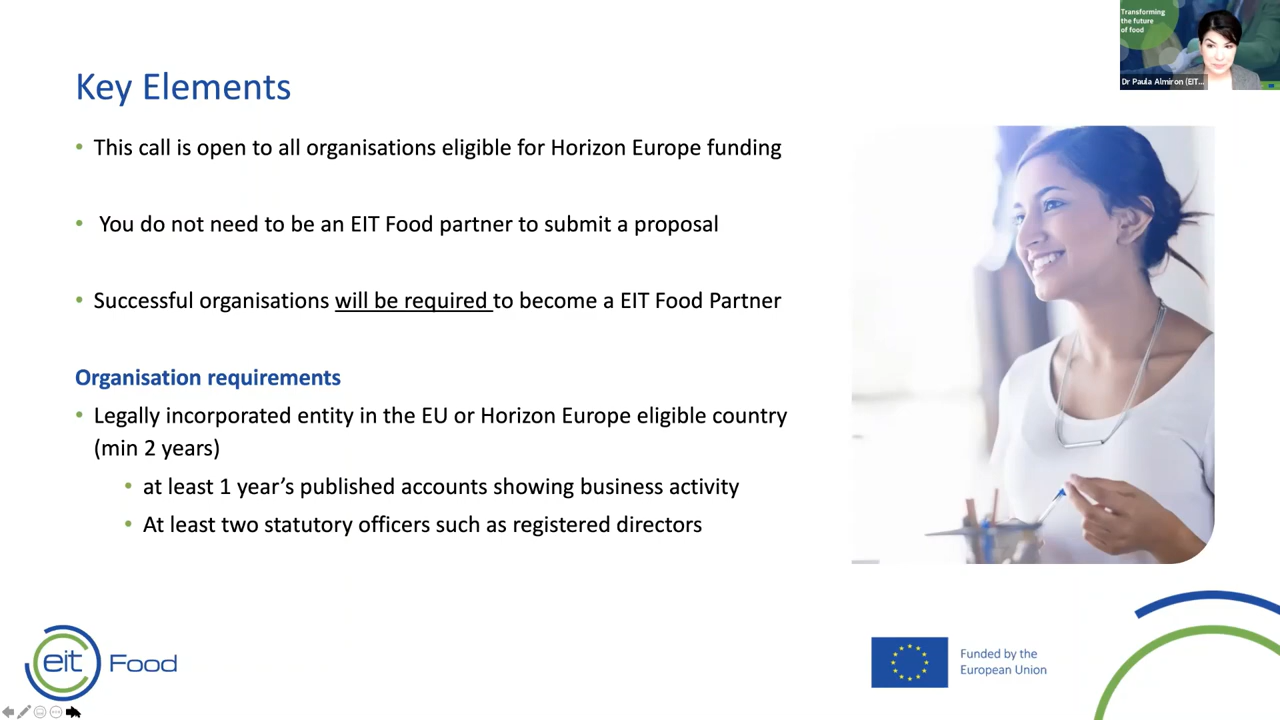 Transforming
the future
of food
Dr Paula Almiron (EIT...
Key Elements
• This call is open to all organisations eligible for Horizon Europe funding
• You do not need to be an EIT Food partner to submit a proposal
• Successful organisations will be required to become a EIT Food Partner
Organisation requirements
• Legally incorporated entity in the EU or Horizon Europe eligible country
(min 2 years)
• at least 1 year’s published accounts showing business activity
• At least two statutory officers such as registered directors
eit Food
Funded by the
European Union